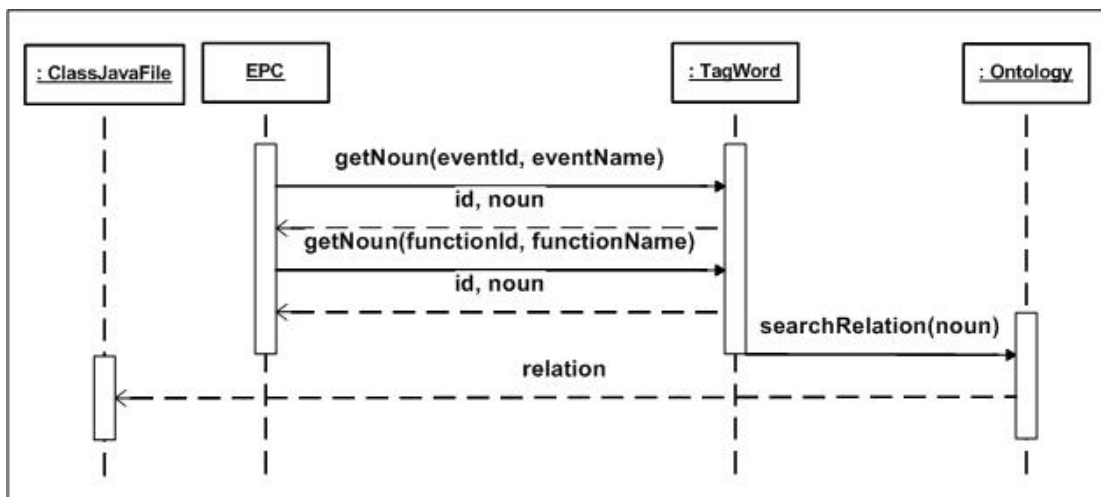 : ClassJavaFile
EPC
: TagWord
: Ontology
getNoun(eventId, eventName)
id, noun
getNoun(functionId, functionName)
id, noun
searchRelation(noun)
relation